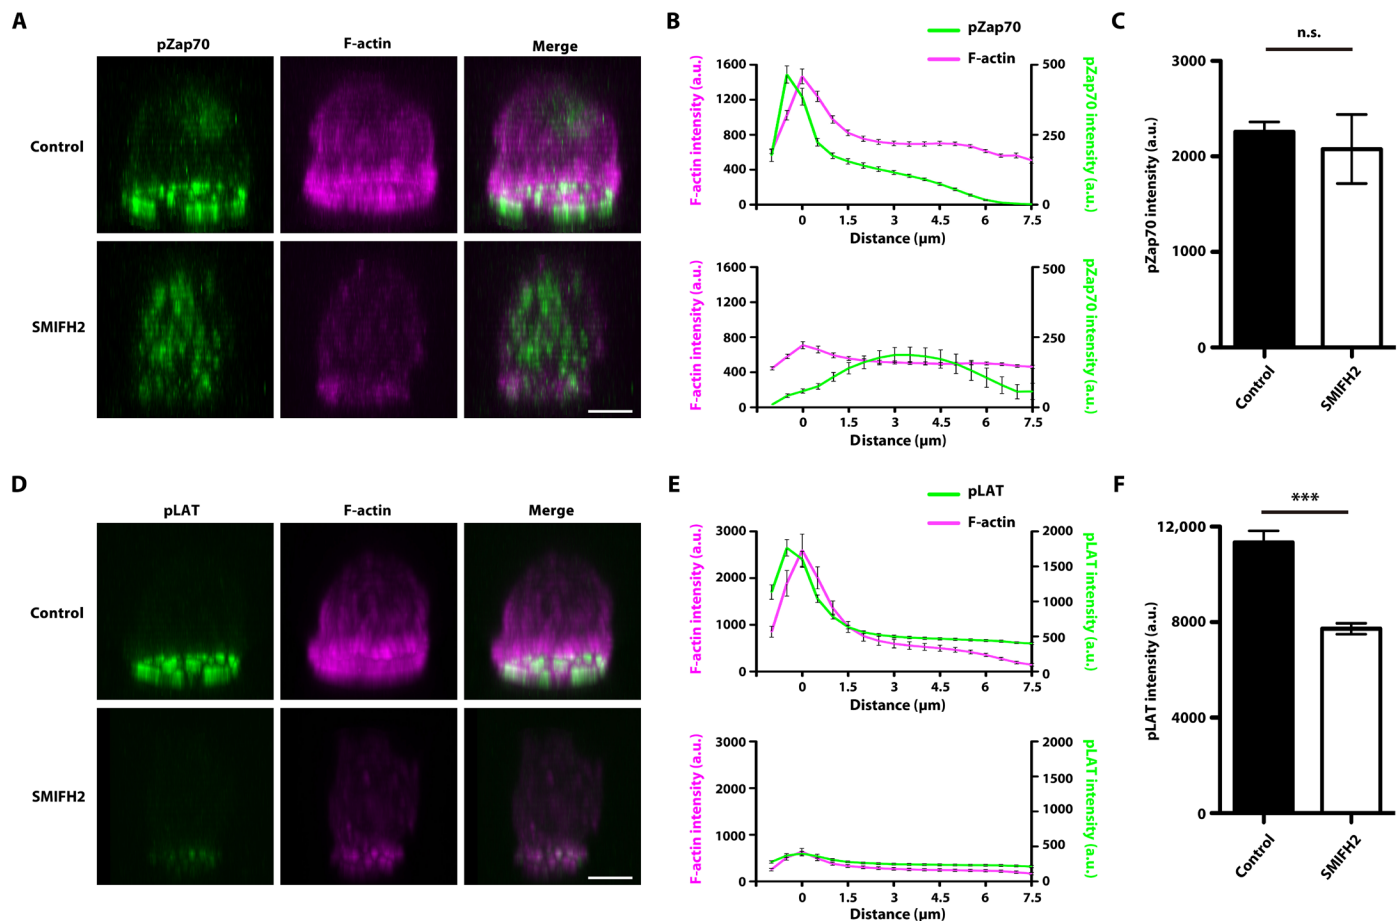 A
pZap70
F-actin
Merge
Control
SMIFH2
B
pZap70
F-actin
F-actin intensity (a.u.)
1600
1200
800
400
0
500
250
0
pZap70 intensity (a.u.)
0
1.5
3
4.5
6
7.5
Distance (μm)
F-actin intensity (a.u.)
1600
1200
800
400
0
500
250
0
pZap70 intensity (a.u.)
0
1.5
3
4.5
6
7.5
Distance (μm)
C
n.s.
pZap70 intensity (a.u.)
3000
2000
1000
0
Control
SMIFH2
D
pLAT
F-actin
Merge
Control
SMIFH2
E
pLAT
F-actin
F-actin intensity (a.u.)
3000
2000
1000
0
2000
1500
1000
500
0
pLAT intensity (a.u.)
0
1.5
3
4.5
6
7.5
Distance (μm)
F-actin intensity (a.u.)
3000
2000
1000
0
2000
1500
1000
500
0
pLAT intensity (a.u.)
0
1.5
3
4.5
6
7.5
Distance (μm)
F
***
pLAT intensity (a.u.)
12,000
8000
4000
0
Control
SMIFH2